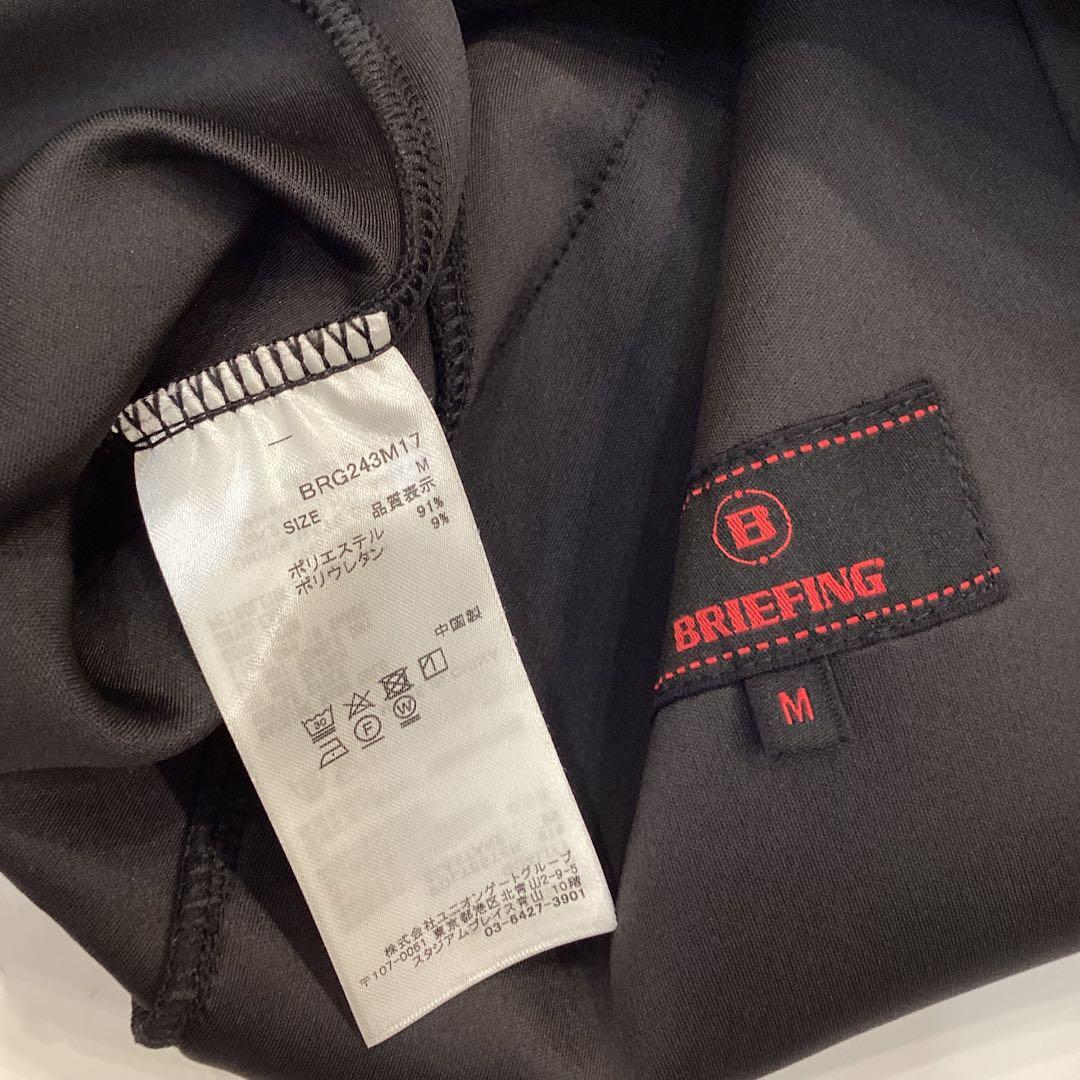 BRG243M17
SIZE M
品質表示
ポリエステル 91%
ポリウレタン 9%
中国製
30
F W
株式会社ユニオンゲートグループ
〒107-0061 東京都港区北青山2-9-5
スタジアムプレイス青山 10階
03-6427-3901
B
BRIEFING
M